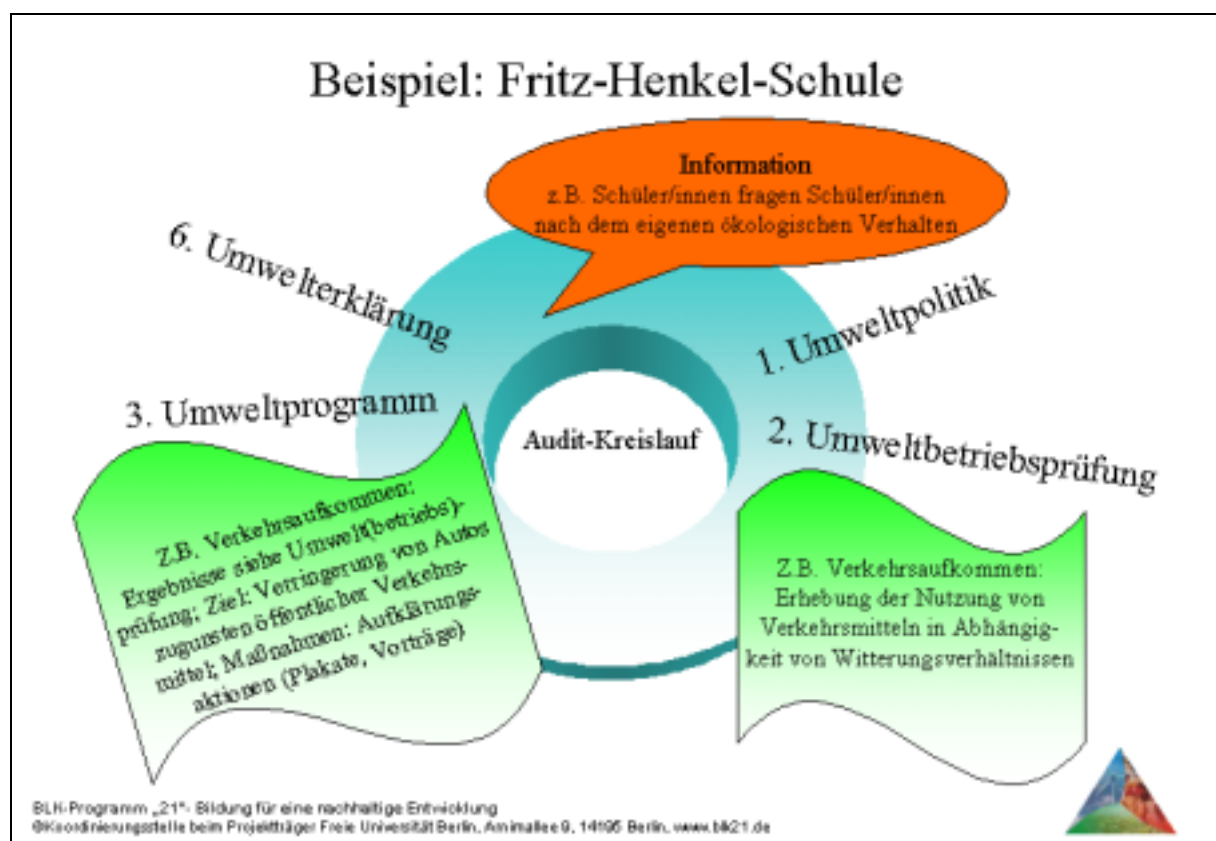 Beispiel: Fritz-Henkel-Schule
Information
z.B. Schüler/innen fragen Schüler/innen
nach dem eigenen ökologischen Verhalten
6. Umwelterklärung
1. Umweltpolitik
3. Umweltprogramm
Audit-Kreislauf
2. Umweltbetriebsprüfung
Z.B. Verkehrsaufkommen:
Ergebnisse siehe Umwelt(betriebs)-
prüfung; Ziel: Verringerung von Autos
zugunsten öffentlicher Verkehrs-
mittel; Maßnahmen: Aufklärungs-
aktionen (Plakate, Vorträge)
Z.B. Verkehrsaufkommen:
Erhebung der Nutzung von
Verkehrsmitteln in Abhängig-
keit von Witterungsverhältnissen
BLK-Programm „21“- Bildung für eine nachhaltige Entwicklung
©Koordinierungsstelle beim Projektträger Freie Universität Berlin, Arnimallee 9, 14195 Berlin, www.blk21.de